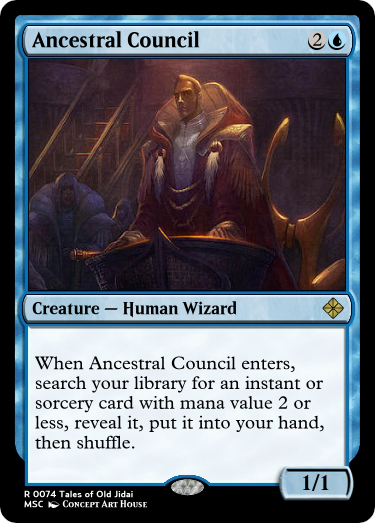 Ancestral Council 2
Creature — Human Wizard
When Ancestral Council enters,
search your library for an instant or
sorcery card with mana value 2 or
less, reveal it, put it into your hand,
then shuffle.
1/1
R 0074 Tales of Old Jidai
MSC Concept Art House